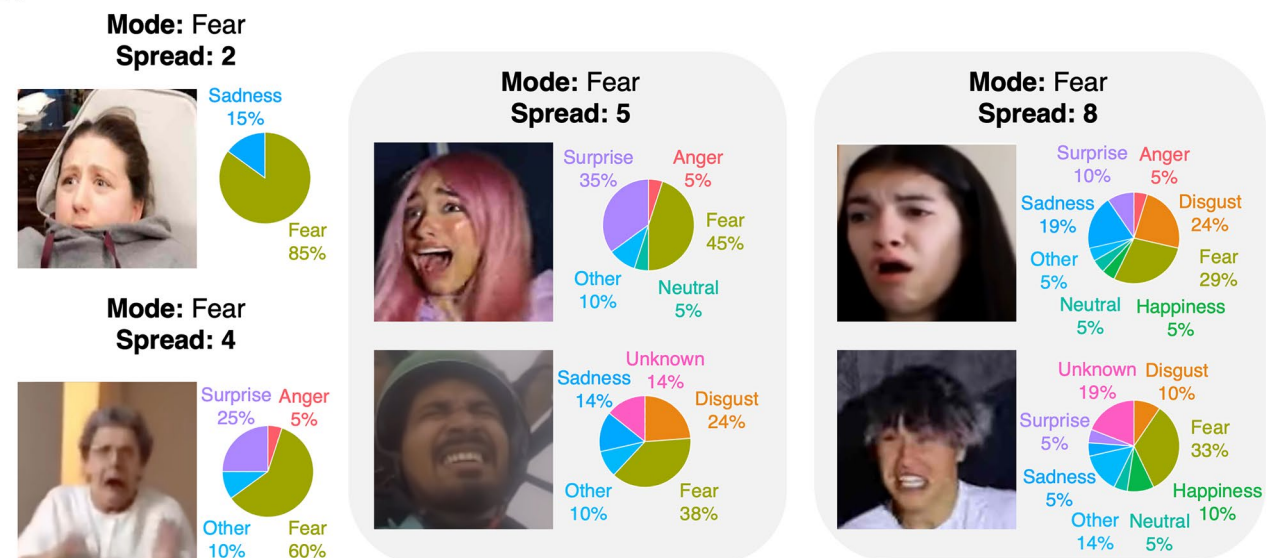 Mode: Fear
Spread: 2
Sadness
15%
Fear
85%
Mode: Fear
Spread: 4
Surprise
25%
Anger
5%
Other
10%
Fear
60%
Mode: Fear
Spread: 5
Surprise
35%
Anger
5%
Fear
45%
Other
10%
Neutral
5%
Unknown
14%
Sadness
14%
Disgust
24%
Other
10%
Fear
38%
Mode: Fear
Spread: 8
Surprise
10%
Anger
5%
Sadness
19%
Disgust
24%
Other
5%
Fear
29%
Neutral
5%
Happiness
5%
Unknown
19%
Disgust
10%
Surprise
5%
Fear
33%
Sadness
5%
Happiness
10%
Other
14%
Neutral
5%